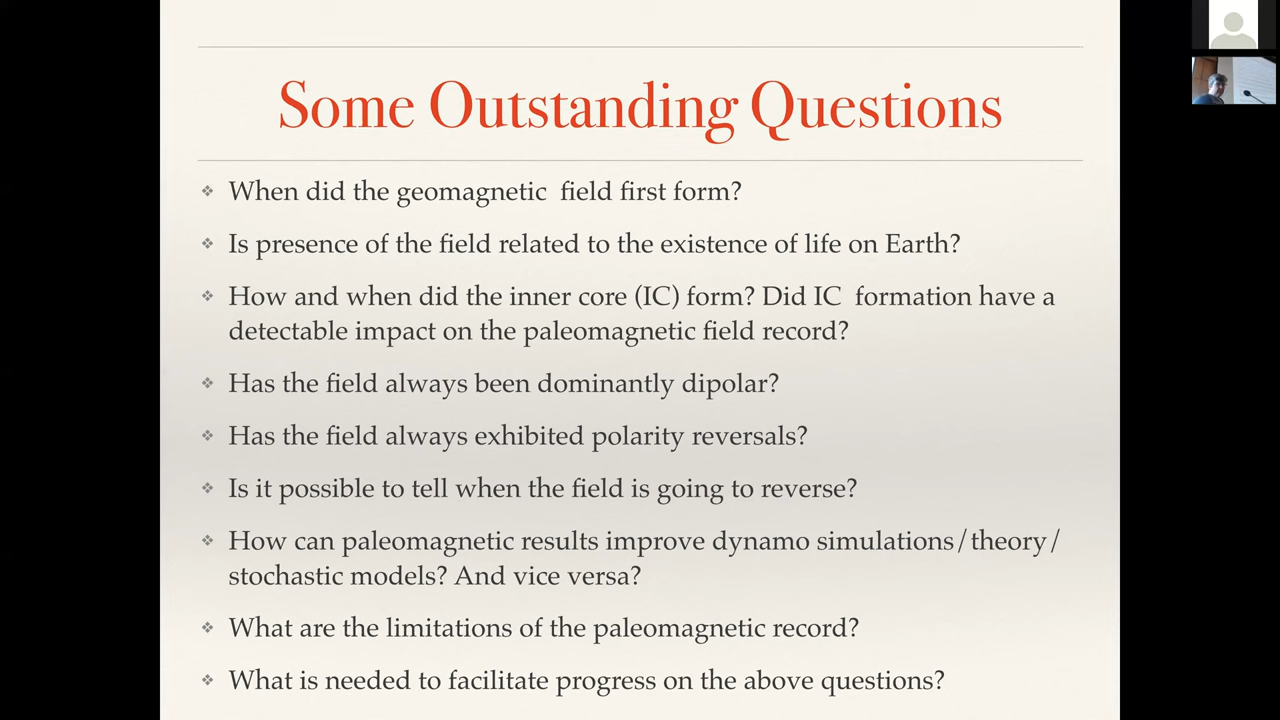 Some Outstanding Questions
❖ When did the geomagnetic field first form?
❖ Is presence of the field related to the existence of life on Earth?
❖ How and when did the inner core (IC) form? Did IC formation have a
detectable impact on the paleomagnetic field record?
❖ Has the field always been dominantly dipolar?
❖ Has the field always exhibited polarity reversals?
❖ Is it possible to tell when the field is going to reverse?
❖ How can paleomagnetic results improve dynamo simulations/theory/
stochastic models? And vice versa?
❖ What are the limitations of the paleomagnetic record?
❖ What is needed to facilitate progress on the above questions?